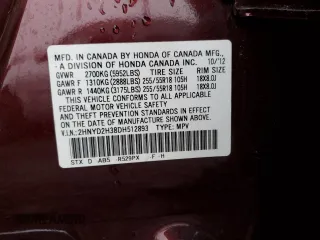 MFD. IN CANADA BY HONDA OF CANADA MFG.,
A DIVISION OF HONDA CANADA INC. 10/12
GVWR 2700KG (5952LBS) TIRE SIZE RIM SIZE
GAWR F 1310KG (2888LBS) 255/55R18 105H 18X8.0J
GAWR R 1440KG (3175LBS) 255/55R18 105H 18X8.0J
THIS VEHICLE CONFORMS TO ALL APPLICABLE
FEDERAL MOTOR VEHICLE SAFETY AND THEFT
PREVENTION STANDARDS IN EFFECT ON THE
DATE OF MANUFACTURE SHOWN ABOVE.
V.I.N.: 2HNYD2H38DH512893 TYPE: MPV
STX D AB5 R529PX -F-H